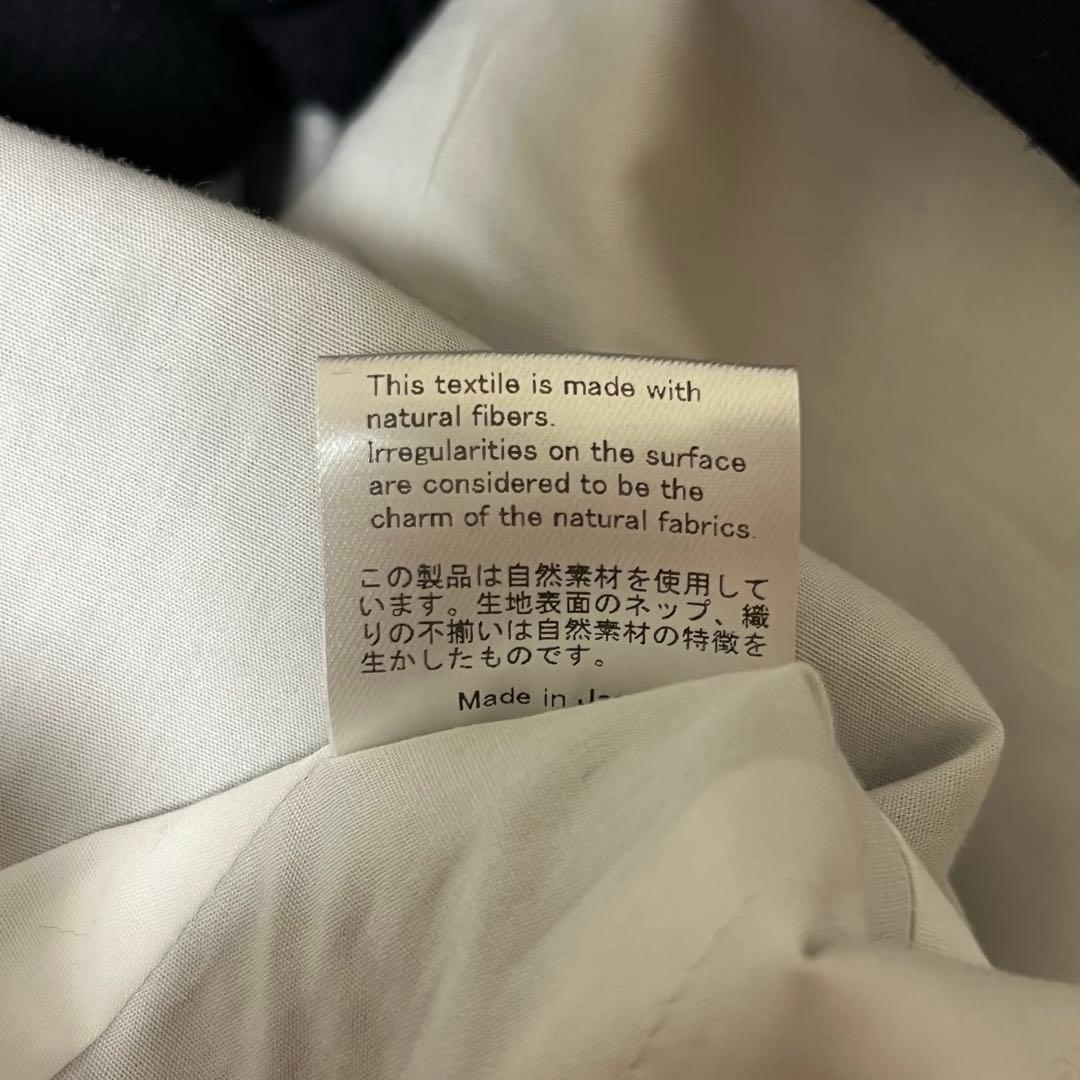 This textile is made with
natural fibers.
Irregularities on the surface
are considered to be the
charm of the natural fabrics.
この製品は自然素材を使用して
います。生地表面のネップ、織
りの不揃いは自然素材の特徴を
生かしたものです。
Made in